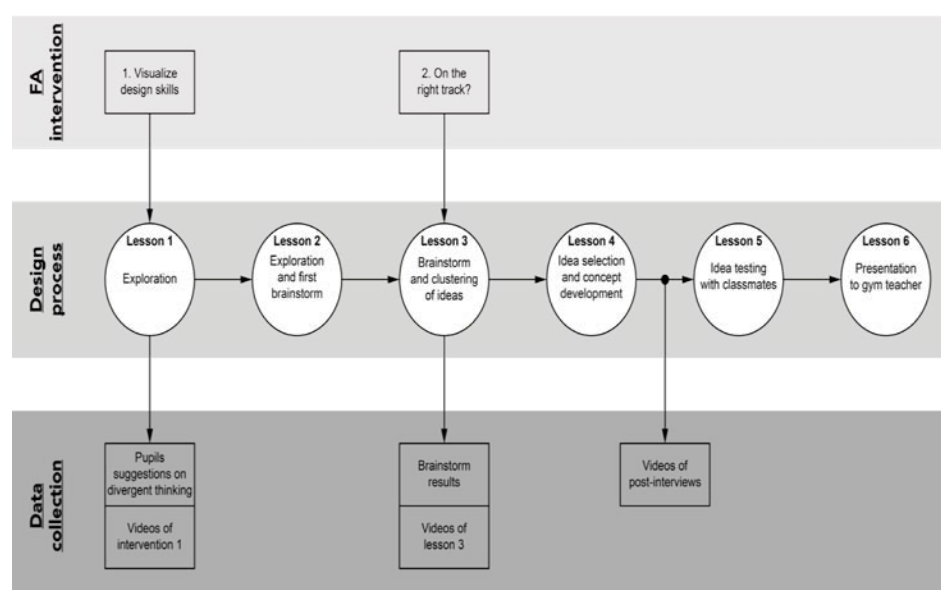 FA
intervention
1. Visualize
design skills
2. On the
right track?
Design
process
Lesson 1
Exploration
Lesson 2
Exploration
and first
brainstorm
Lesson 3
Brainstorm
and clustering
of ideas
Lesson 4
Idea selection
and concept
development
Lesson 5
Idea testing
with classmates
Lesson 6
Presentation
to gym teacher
Data
collection
Pupils
suggestions on
divergent thinking
Videos of
intervention 1
Brainstorm
results
Videos of
lesson 3
Videos of
post-interviews